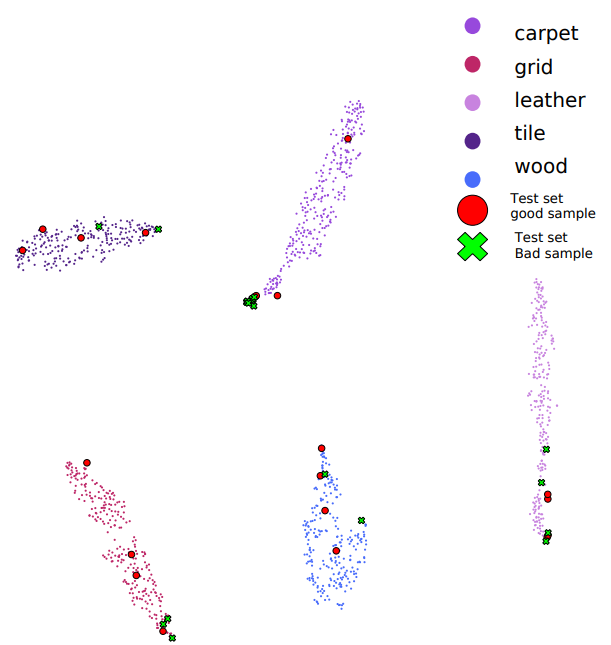 carpet
grid
leather
tile
wood
Test set
good sample
Test set
Bad sample